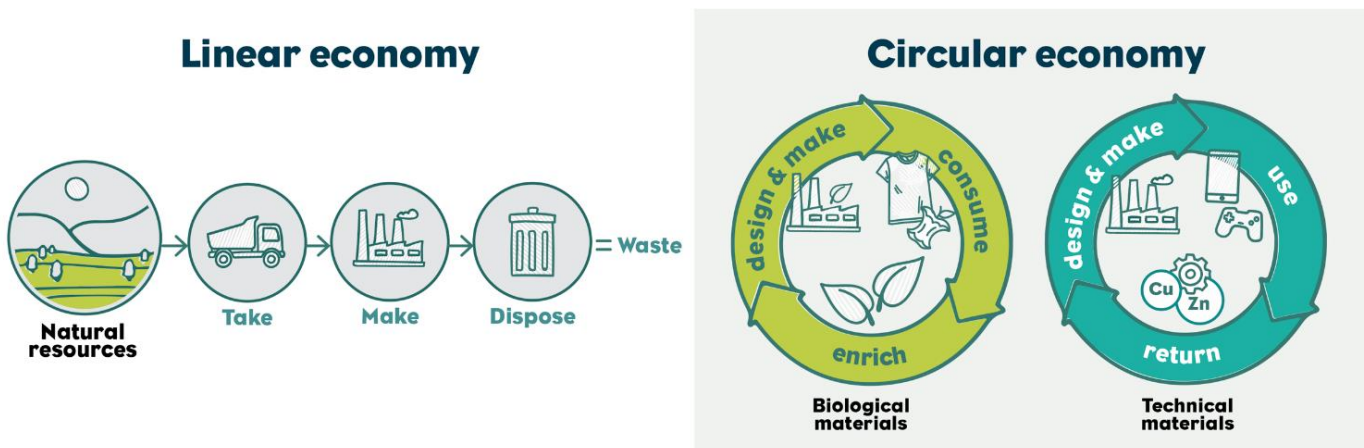 Linear economy
Natural
resources
Take
Make
Dispose
= Waste
Circular economy
design & make
consume
enrich
Biological
materials
design & make
use
return
Cu
Zn
Technical
materials